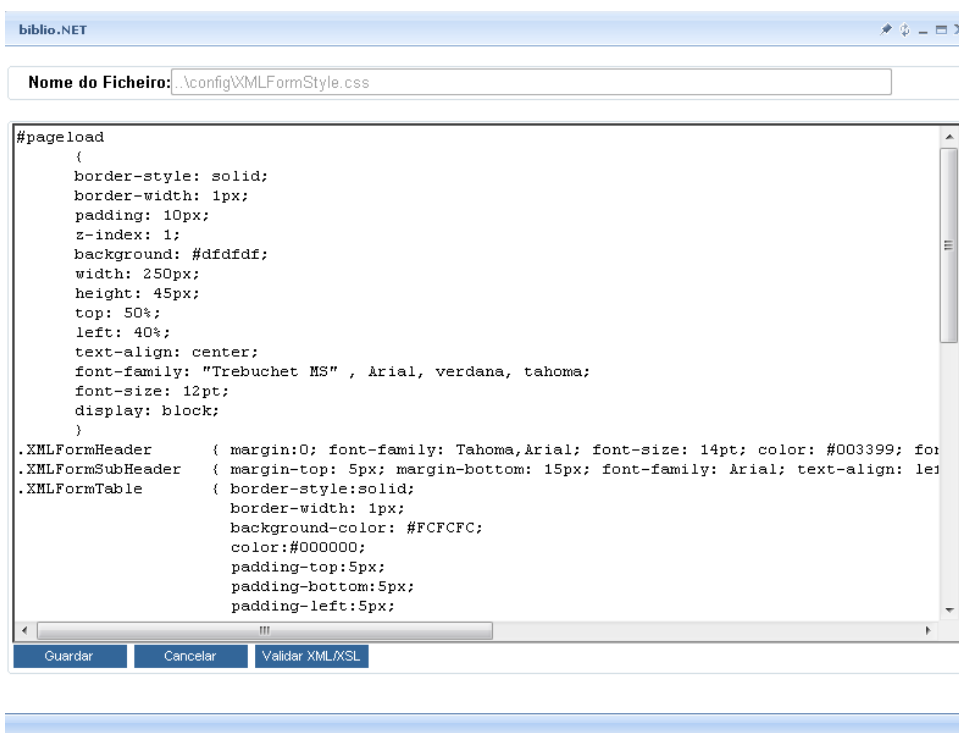 biblio.NET
Nome do Ficheiro: ..\config\XMLFormStyle.css
#pageload
{
border-style: solid;
border-width: 1px;
padding: 10px;
z-index: 1;
background: #dfdfdf;
width: 250px;
height: 45px;
top: 50%;
left: 40%;
text-align: center;
font-family: "Trebuchet MS" , Arial, verdana, tahoma;
font-size: 12pt;
display: block;
}
.XMLFormHeader { margin:0; font-family: Tahoma,Arial; font-size: 14pt; color: #003399; fon
.XMLFormSubHeader { margin-top: 5px; margin-bottom: 15px; font-family: Arial; text-align: lef
.XMLFormTable { border-style:solid;
border-width: 1px;
background-color: #FCFCFC;
color:#000000;
padding-top:5px;
padding-bottom:5px;
padding-left:5px;
Guardar Cancelar Validar XML/XSL